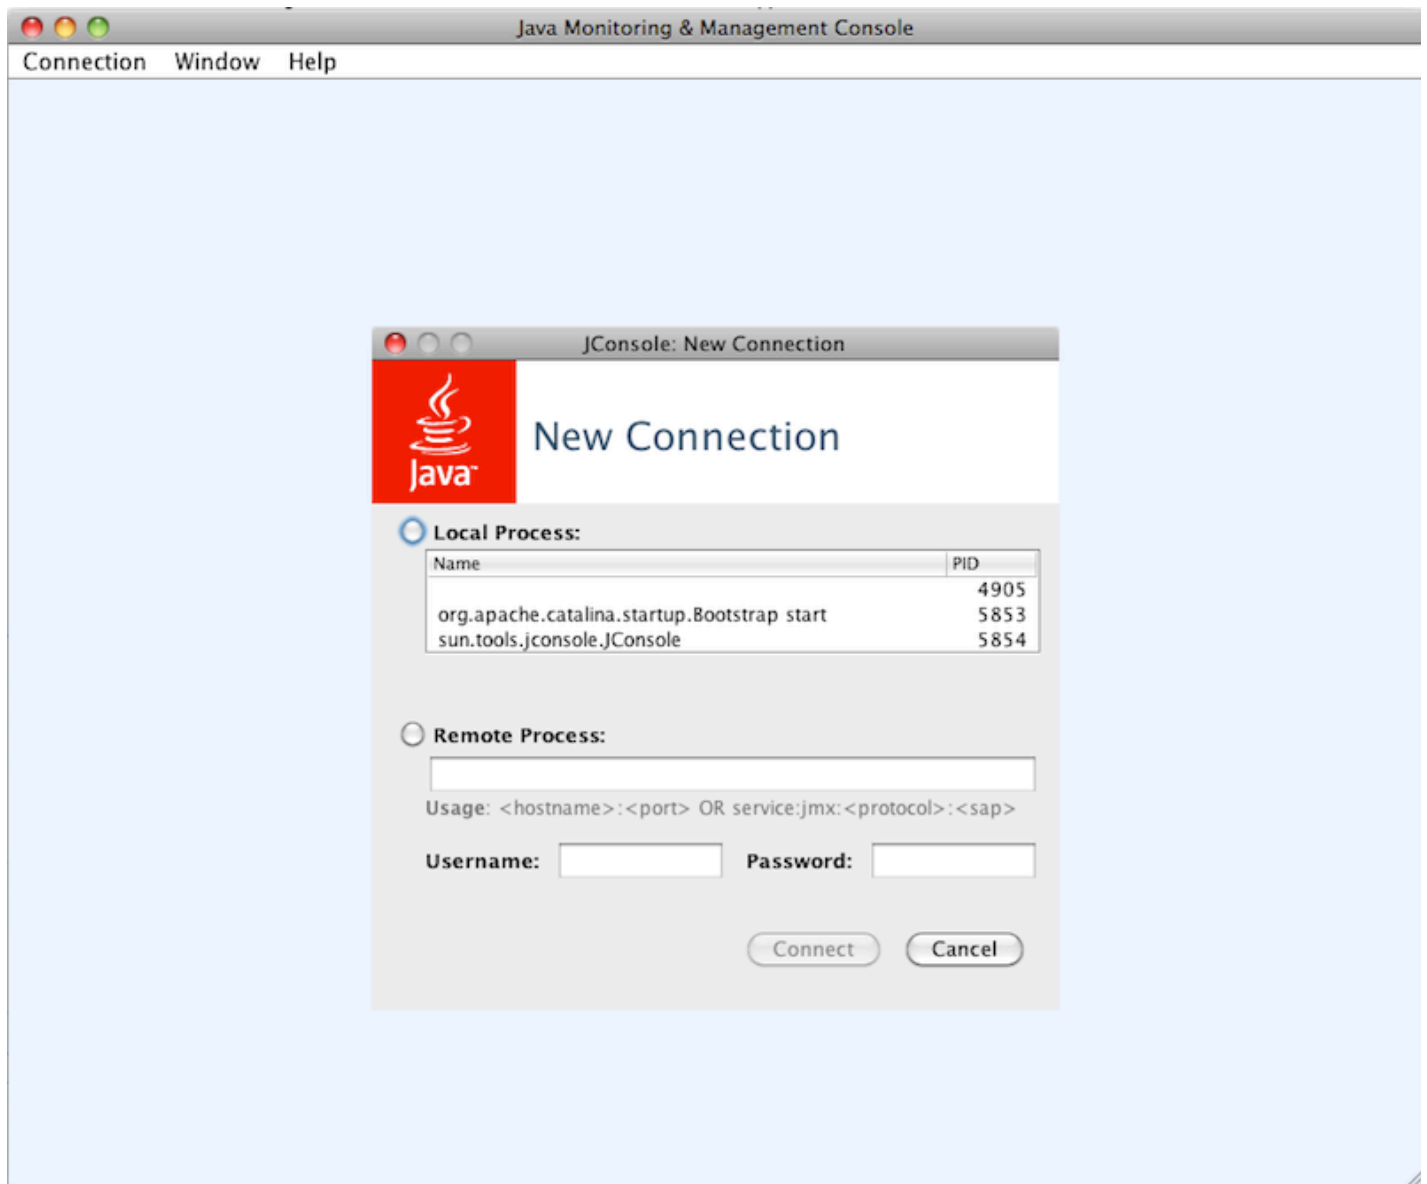 Java Monitoring & Management Console
Connection Window Help
JConsole: New Connection
Java™
New Connection
Local Process:
Name PID
4905
org.apache.catalina.startup.Bootstrap start 5853
sun.tools.jconsole.JConsole 5854
Remote Process:
Usage: <hostname>:<port> OR service:jmx:<protocol>:<sap>
Username: Password:
Connect Cancel